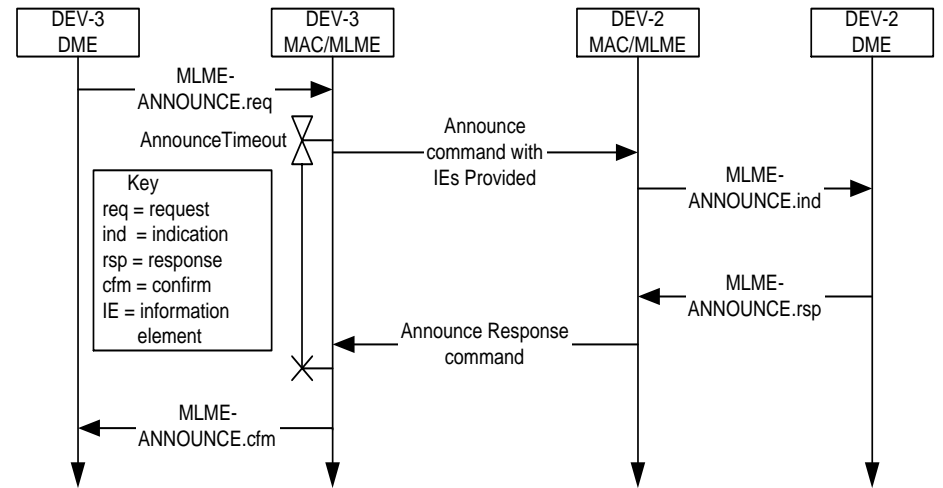 DEV-3
DME
DEV-3
MAC/MLME
DEV-2
MAC/MLME
DEV-2
DME
MLME-
ANNOUNCE.req
AnnounceTimeout
Announce
command with
IEs Provided
MLME-
ANNOUNCE.ind
Key
req = request
ind = indication
rsp = response
cfm = confirm
IE = information
element
MLME-
ANNOUNCE.rsp
Announce Response
command
MLME-
ANNOUNCE.cfm